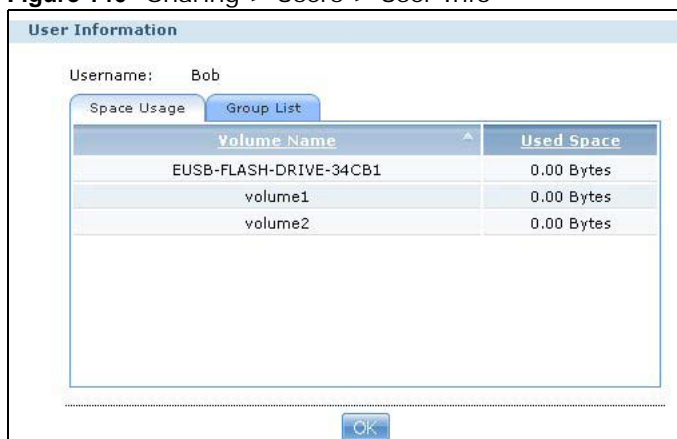 Figure 146 Sharing > Users > User Info
User Information
Username: Bob
Space Usage Group List
Volume Name Used Space
EUSB-FLASH-DRIVE-34CB1 0.00 Bytes
volume1 0.00 Bytes
volume2 0.00 Bytes
OK